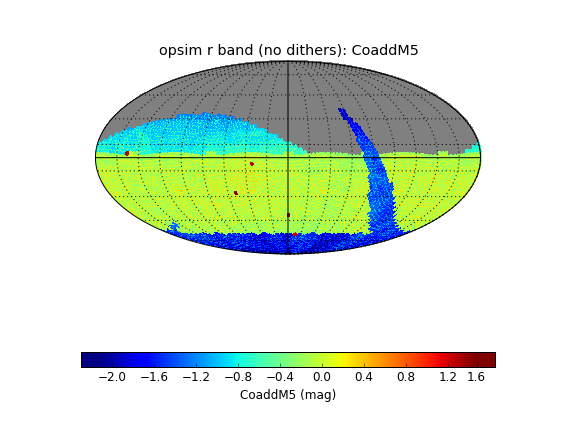 opsim r band (no dithers): CoaddM5
−2.0 −1.6 −1.2 −0.8 −0.4 0.0 0.4 0.8 1.2 1.6
CoaddM5 (mag)